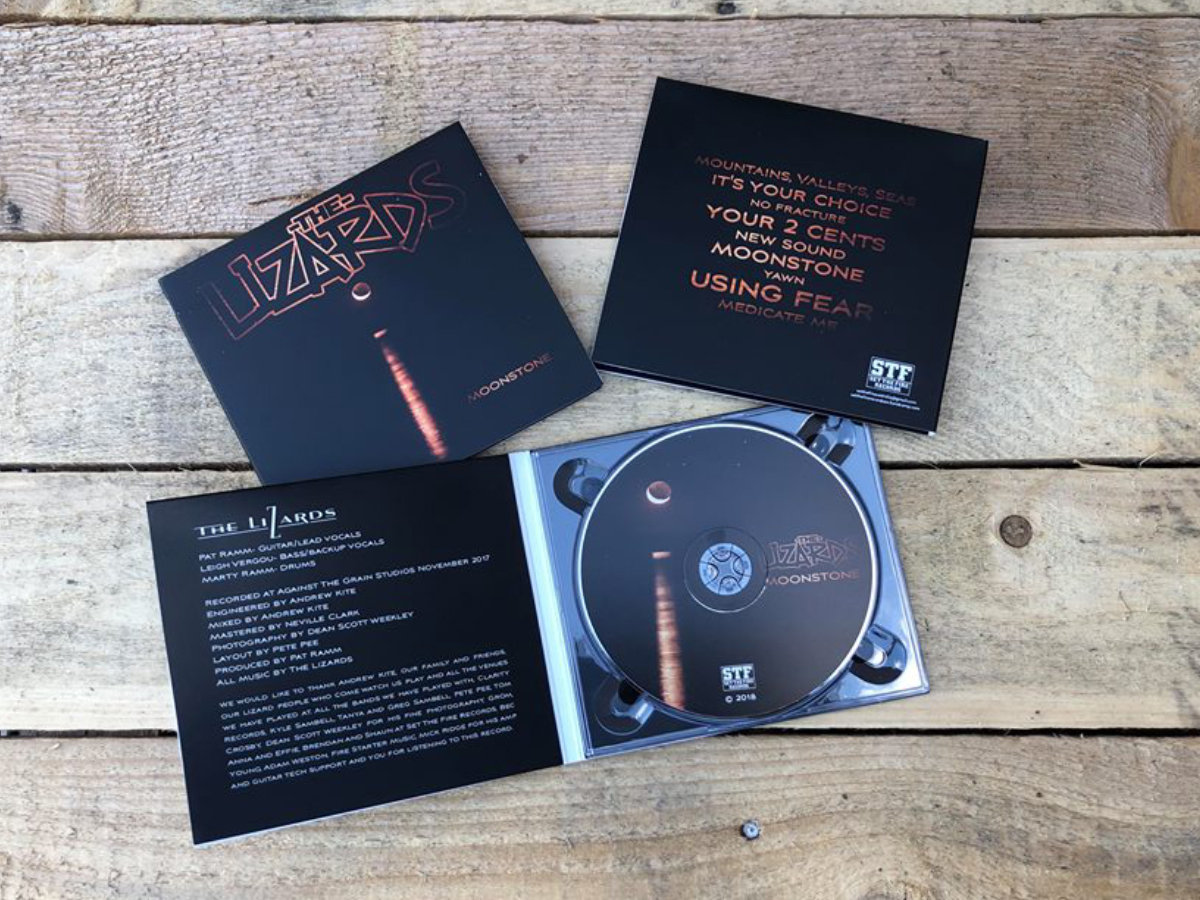 THE
LIZARDS
MOONSTONE
MOUNTAINS, VALLEYS, SEAS
IT'S YOUR CHOICE
NO FRACTURE
YOUR 2 CENTS
NEW SOUND
MOONSTONE
YAWN
USING FEAR
MEDICATE ME
STF
SET THE FIRE
RECORDS
THE LIZARDS
PAT RAMM- GUITAR/LEAD VOCALS
LEIGH VERGOU- BASS/BACKUP VOCALS
MARTY RAMM- DRUMS
RECORDED AT AGAINST THE GRAIN STUDIOS NOVEMBER 2017
ENGINEERED BY ANDREW KITE
MIXED BY ANDREW KITE
MASTERED BY NEVILLE CLARK
PHOTOGRAPHY BY DEAN SCOTT WEEKLEY
LAYOUT BY PETE PEE
PRODUCED BY PAT RAMM
ALL MUSIC BY THE LIZARDS
WE WOULD LIKE TO THANK ANDREW KITE, OUR FAMILY AND FRIENDS,
OUR LIZARD PEOPLE WHO COME WATCH US PLAY AND ALL THE VENUES
WE HAVE PLAYED AT, ALL THE BANDS WE HAVE PLAYED WITH, CLARITY
RECORDS, KYLE SAMBELL, TANYA AND GREG SAMBELL, PETE PEE, TOM
CROSBY, DEAN SCOTT WEEKLEY FOR HIS FINE PHOTOGRAPHY, GROM,
ANNA AND EFFIE, BRENDAN AND SHAUN AT SET THE FIRE RECORDS, BEC
YOUNG, ADAM WESTON, FIRE STARTER MUSIC, MICK RIDGE FOR HIS AMP
AND GUITAR TECH SUPPORT AND YOU FOR LISTENING TO THIS RECORD.
THE
LIZARDS
MOONSTONE
STF
SET THE FIRE
RECORDS
© 2018